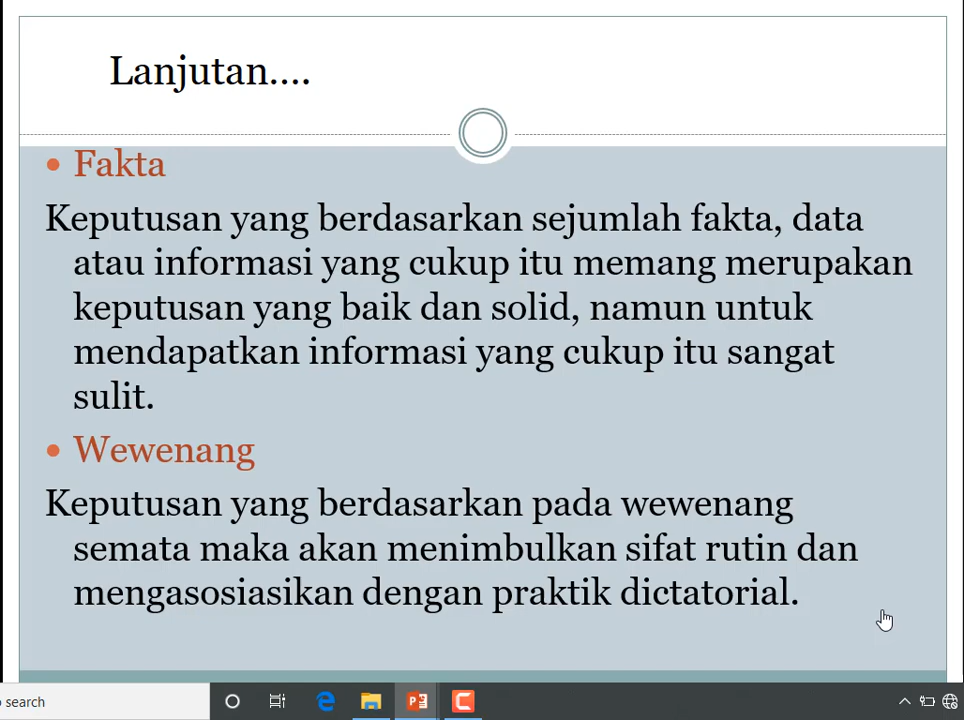 Lanjutan....
• Fakta
Keputusan yang berdasarkan sejumlah fakta, data
atau informasi yang cukup itu memang merupakan
keputusan yang baik dan solid, namun untuk
mendapatkan informasi yang cukup itu sangat
sulit.
• Wewenang
Keputusan yang berdasarkan pada wewenang
semata maka akan menimbulkan sifat rutin dan
mengasosiasikan dengan praktik dictatorial.
search